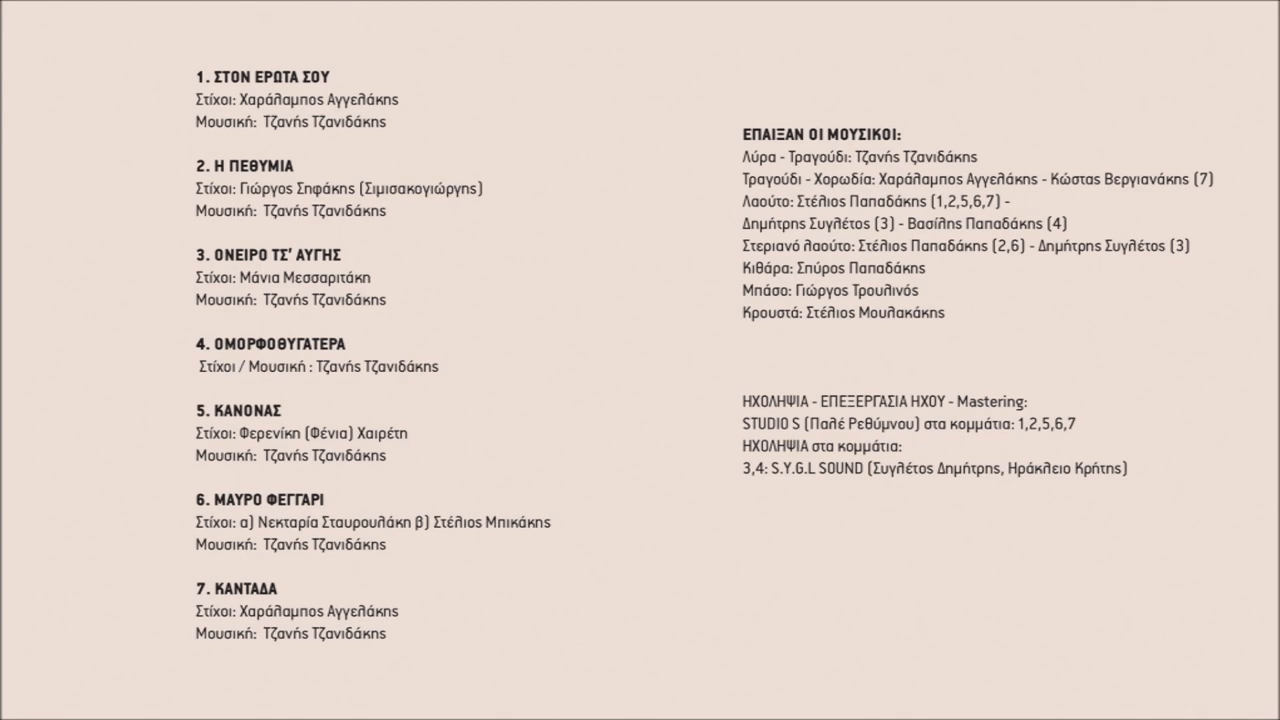 1. ΣΤΟΝ ΕΡΩΤΑ ΣΟΥ
Στίχοι: Χαράλαμπος Αγγελάκης
Μουσική: Τζανής Τζανιδάκης
2. Η ΠΕΘΥΜΙΑ
Στίχοι: Γιώργος Σηφάκης (Σιμισακογιώργης)
Μουσική: Τζανής Τζανιδάκης
3. ΟΝΕΙΡΟ ΤΣ' ΑΥΓΗΣ
Στίχοι: Μάνια Μεσσαριτάκη
Μουσική: Τζανής Τζανιδάκης
4. ΟΜΟΡΦΟΘΥΓΑΤΕΡΑ
Στίχοι / Μουσική : Τζανής Τζανιδάκης
5. ΚΑΝΟΝΑΣ
Στίχοι: Φερενίκη (Φένια) Χαιρέτη
Μουσική: Τζανής Τζανιδάκης
6. ΜΑΥΡΟ ΦΕΓΓΑΡΙ
Στίχοι: α) Νεκταρία Σταυρουλάκη β) Στέλιος Μπικάκης
Μουσική: Τζανής Τζανιδάκης
7. ΚΑΝΤΑΔΑ
Στίχοι: Χαράλαμπος Αγγελάκης
Μουσική: Τζανής Τζανιδάκης
ΕΠΑΙΞΑΝ ΟΙ ΜΟΥΣΙΚΟΙ:
Λύρα - Τραγούδι: Τζανής Τζανιδάκης
Τραγούδι - Χορωδία: Χαράλαμπος Αγγελάκης - Κώστας Βεργιανάκης (7)
Λαούτο: Στέλιος Παπαδάκης (1,2,5,6,7) -
Δημήτρης Συγλέτος (3) - Βασίλης Παπαδάκης (4)
Στεριανό λαούτο: Στέλιος Παπαδάκης (2,6) - Δημήτρης Συγλέτος (3)
Κιθάρα: Σπύρος Παπαδάκης
Μπάσο: Γιώργος Τρουλινός
Κρουστά: Στέλιος Μουλακάκης
ΗΧΟΛΗΨΙΑ - ΕΠΕΞΕΡΓΑΣΙΑ ΗΧΟΥ - Mastering:
STUDIO S (Παλέ Ρεθύμνου) στα κομμάτια: 1,2,5,6,7
ΗΧΟΛΗΨΙΑ στα κομμάτια:
3,4: S.Y.G.L SOUND (Συγλέτος Δημήτρης, Ηράκλειο Κρήτης)